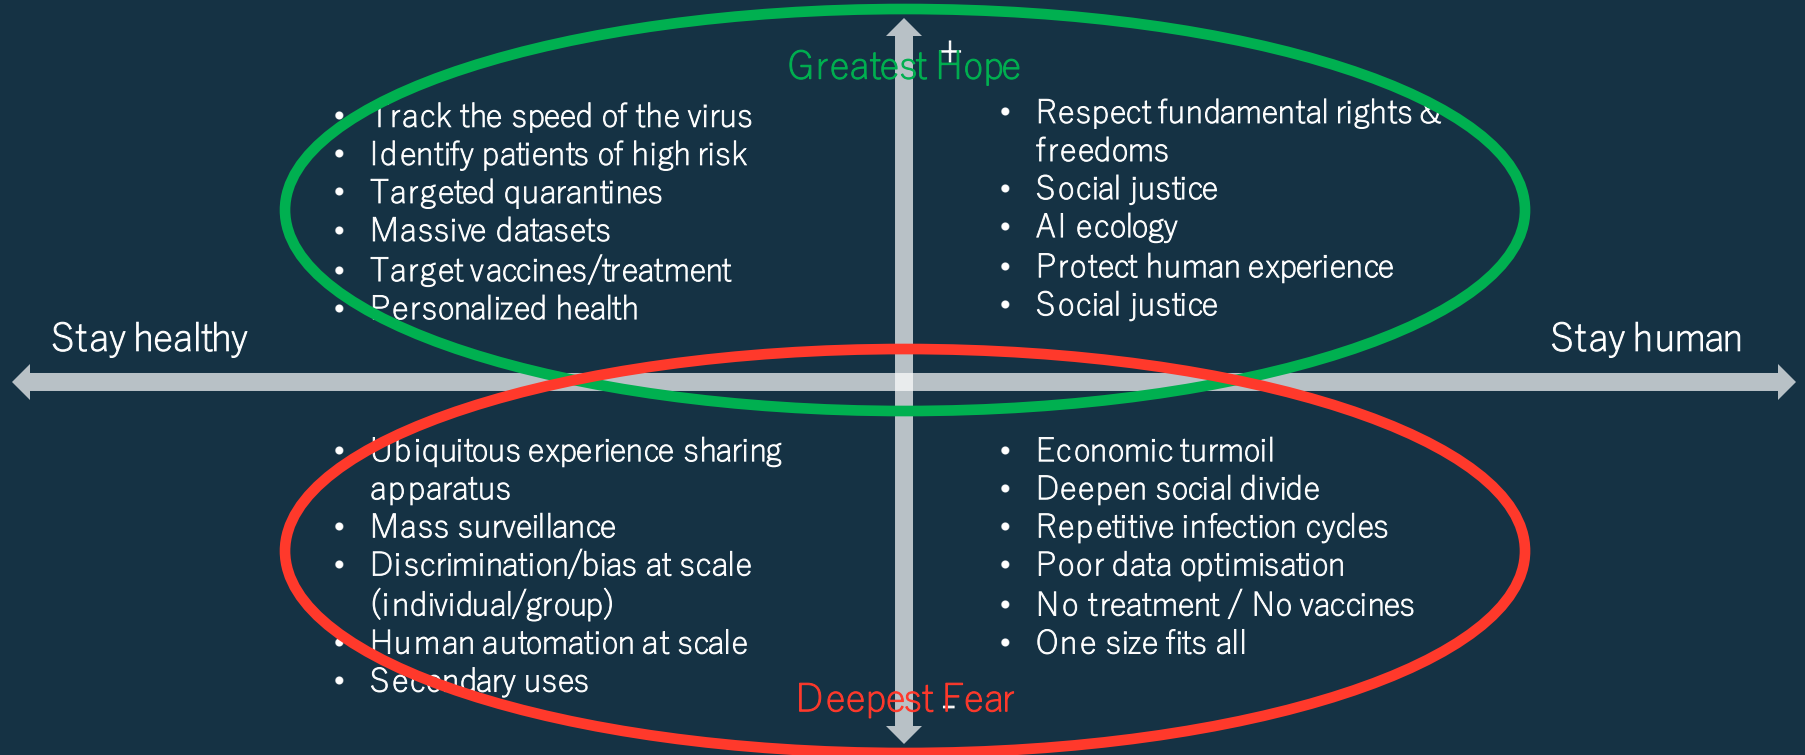 +
Greatest Hope
• Track the speed of the virus
• Identify patients of high risk
• Targeted quarantines
• Massive datasets
• Target vaccines/treatment
• Personalized health
• Respect fundamental rights &
freedoms
• Social justice
• AI ecology
• Protect human experience
• Social justice
Stay healthy
Stay human
• Ubiquitous experience sharing
apparatus
• Mass surveillance
• Discrimination/bias at scale
(individual/group)
• Human automation at scale
• Secondary uses
• Economic turmoil
• Deepen social divide
• Repetitive infection cycles
• Poor data optimisation
• No treatment / No vaccines
• One size fits all
Deepest Fear
-